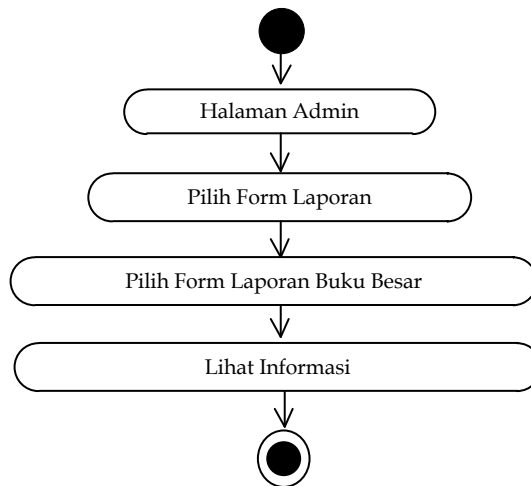 Halaman Admin
Pilih Form Laporan
Pilih Form Laporan Buku Besar
Lihat Informasi